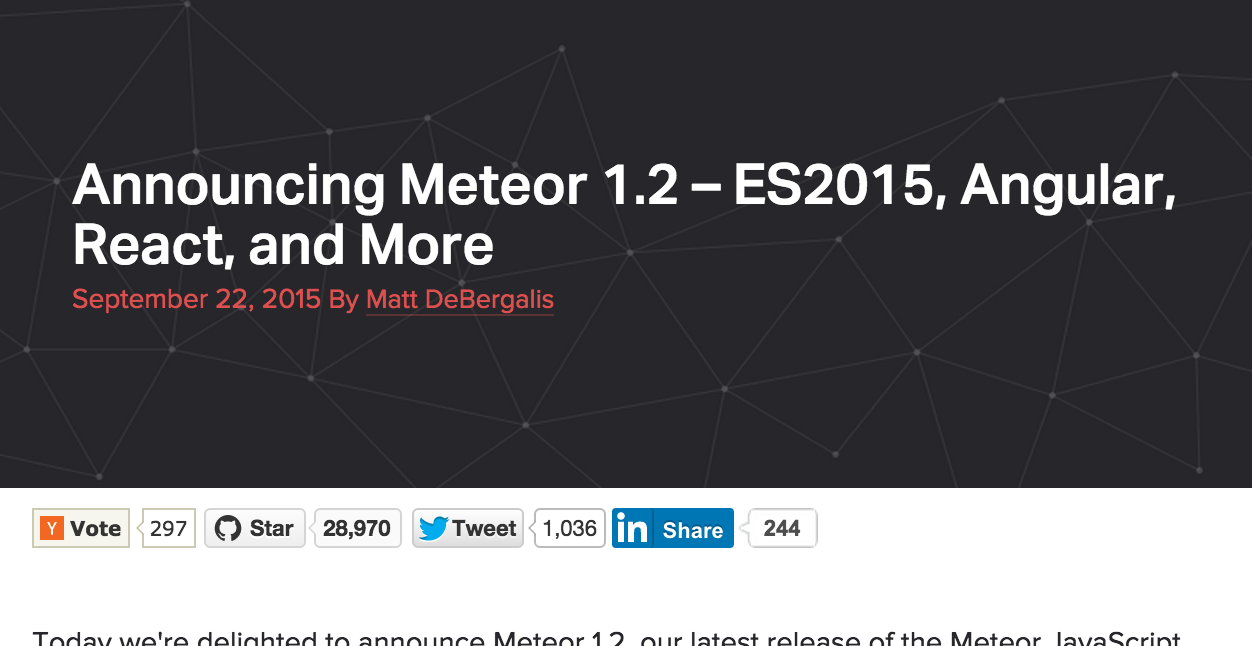 Announcing Meteor 1.2 – ES2015, Angular,
React, and More
September 22, 2015 By Matt DeBergalis
Y Vote 297 Star 28,970 Tweet 1,036 in Share 244
Today we're delighted to announce Meteor 1.2, our latest release of the Meteor JavaScript